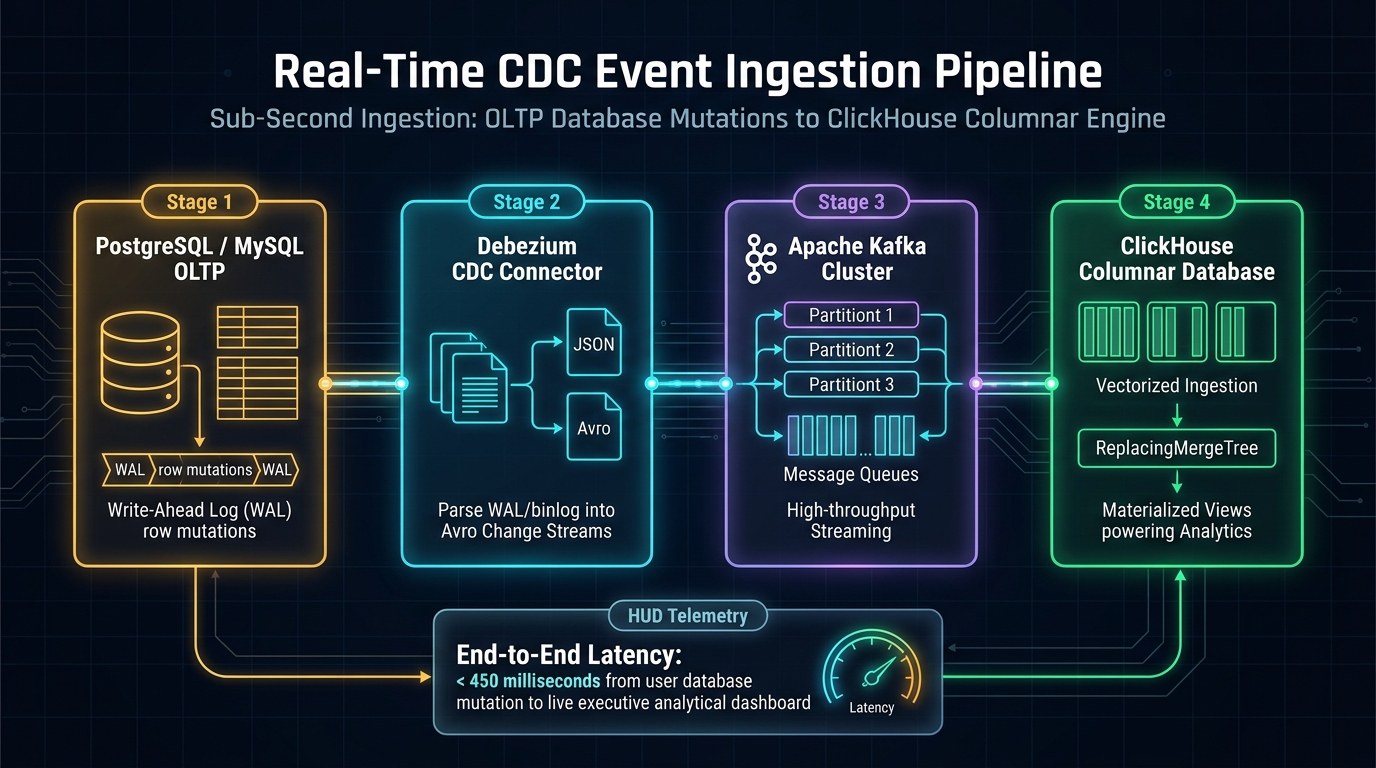 Real-Time CDC Event Ingestion Pipeline
Sub-Second Ingestion: OLTP Database Mutations to ClickHouse Columnar Engine
Stage 1
PostgreSQL / MySQL
OLTP
WAL
row mutations
WAL
Write-Ahead Log (WAL)
row mutations
Stage 2
Debezium
CDC Connector
JSON
Avro
Parse WAL/binlog into
Avro Change Streams
Stage 3
Apache Kafka
Cluster
Partitiont 1
Partitiont 2
Partitiont 3
...
Message Queues
High-throughput
Streaming
Stage 4
ClickHouse
Columnar Database
Vectorized Ingestion
ReplacingMergeTree
Materialized Views
powering Analytics
HUD Telemetry
End-to-End Latency:
< 450 milliseconds from user database
mutation to live executive analytical dashboard
Latency